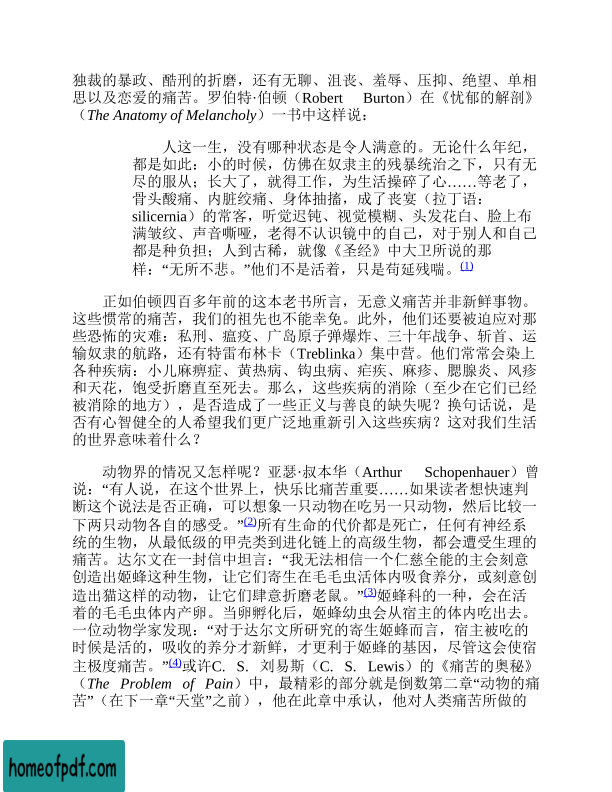 独裁的暴政、酷刑的折磨，还有无聊、沮丧、羞辱、压抑、绝望、单相
思以及恋爱的痛苦。罗伯特·伯顿（Robert Burton）在《忧郁的解剖》
（The Anatomy of Melancholy）一书中这样说：
人这一生，没有哪种状态是令人满意的。无论什么年纪，
都是如此：小的时候，仿佛在奴隶主的残暴统治之下，只有无
尽的服从；长大了，就得工作，为生活操碎了心……等老了，
骨头酸痛、内脏绞痛、身体抽搐，成了丧宴（拉丁语：
silicernia）的常客，听觉迟钝、视觉模糊、头发花白、脸上布
满皱纹、声音嘶哑，老得不认识镜中的自己，对于别人和自己
都是种负担；人到古稀，就像《圣经》中大卫所说的那
样：“无所不悲。”他们不是活着，只是苟延残喘。(1)
正如伯顿四百多年前的这本老书所言，无意义痛苦并非新鲜事物。
这些惯常的痛苦，我们的祖先也不能幸免。此外，他们还要被迫应对那
些恐怖的灾难：私刑、瘟疫、广岛原子弹爆炸、三十年战争、斩首、运
输奴隶的航路，还有特雷布林卡（Treblinka）集中营。他们常常会染上
各种疾病：小儿麻痹症、黄热病、钩虫病、疟疾、麻疹、腮腺炎、风疹
和天花，饱受折磨直至死去。那么，这些疾病的消除（至少在它们已经
被消除的地方），是否造成了一些正义与善良的缺失呢？换句话说，是
否有心智健全的人希望我们更广泛地重新引入这些疾病？这对我们生活
的世界意味着什么？
动物界的情况又怎样呢？亚瑟·叔本华（Arthur Schopenhauer）曾
说：“有人说，在这个世界上，快乐比痛苦重要……如果读者想快速判
断这个说法是否正确，可以想象一只动物在吃另一只动物，然后比较一
下两只动物各自的感受。”(2)所有生命的代价都是死亡，任何有神经系
统的生物，从最低级的甲壳类到进化链上的高级生物，都会遭受生理的
痛苦。达尔文在一封信中坦言：“我无法相信一个仁慈全能的主会刻意
创造出姬蜂这种生物，让它们寄生在毛毛虫活体内吸食养分，或刻意创
造出猫这样的动物，让它们肆意折磨老鼠。”(3)姬蜂科的一种，会在活
着的毛毛虫体内产卵。当卵孵化后，姬蜂幼虫会从宿主的体内吃出去。
一位动物学家发现：“对于达尔文所研究的寄生姬蜂而言，宿主被吃的
时候是活的，吸收的养分才新鲜，才更利于姬蜂的基因，尽管这会使宿
主极度痛苦。”(4)或许C. S. 刘易斯（C. S. Lewis）的《痛苦的奥秘》
（The Problem of Pain）中，最精彩的部分就是倒数第二章“动物的痛
苦”（在下一章“天堂”之前），他在此章中承认，他对人类痛苦所做的
homeofpdf.com